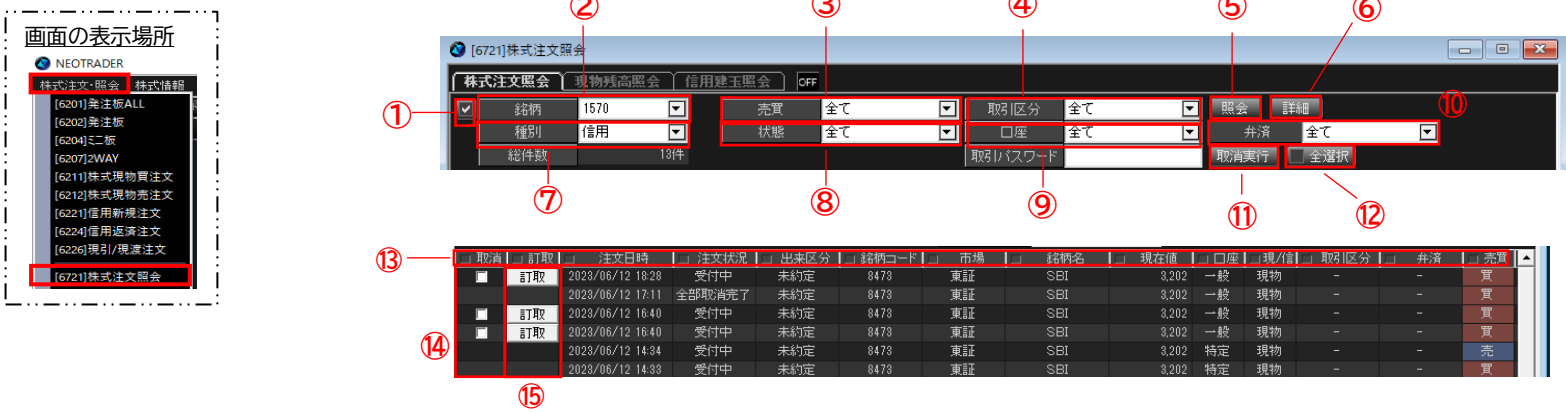 画面の表示場所
NEOTRADER
株式注文・照会 株式情報
[6201]発注板ALL
[6202]発注板
[6204]ミニ板
[6207]2WAY
[6211]株式現物買注文
[6212]株式現物売注文
[6221]信用新規注文
[6224]信用返済注文
[6226]現引/現渡注文
[6721]株式注文照会
② ③ ④ ⑤ ⑥
[6721]株式注文照会
株式注文照会 現物残高照会 信用建玉照会 OFF
① 銘柄 1570 売買 全て 取引区分 全て 照会 詳細 ⑩
種別 信用 状態 全て 口座 全て 弁済 全て
総件数 13件 取引パスワード 取消実行 全選択
⑦ ⑧ ⑨ ⑪ ⑫
⑬ 取消 訂取 注文日時 注文状況 出来区分 銘柄コード 市場 銘柄名 現在値 口座 現/信 取引区分 弁済 売買
訂取 2023/06/12 18:28 受付中 未約定 8473 東証 SBI 3,202 一般 現物 - - 買
2023/06/12 17:11 全部取消完了 未約定 8473 東証 SBI 3,202 一般 現物 - - 買
訂取 2023/06/12 16:40 受付中 未約定 8473 東証 SBI 3,202 一般 現物 - - 買
⑭ 訂取 2023/06/12 16:40 受付中 未約定 8473 東証 SBI 3,202 一般 現物 - - 買
2023/06/12 14:34 受付中 未約定 8473 東証 SBI 3,202 特定 現物 - - 売
2023/06/12 14:33 受付中 未約定 8473 東証 SBI 3,202 特定 現物 - - 買
⑮